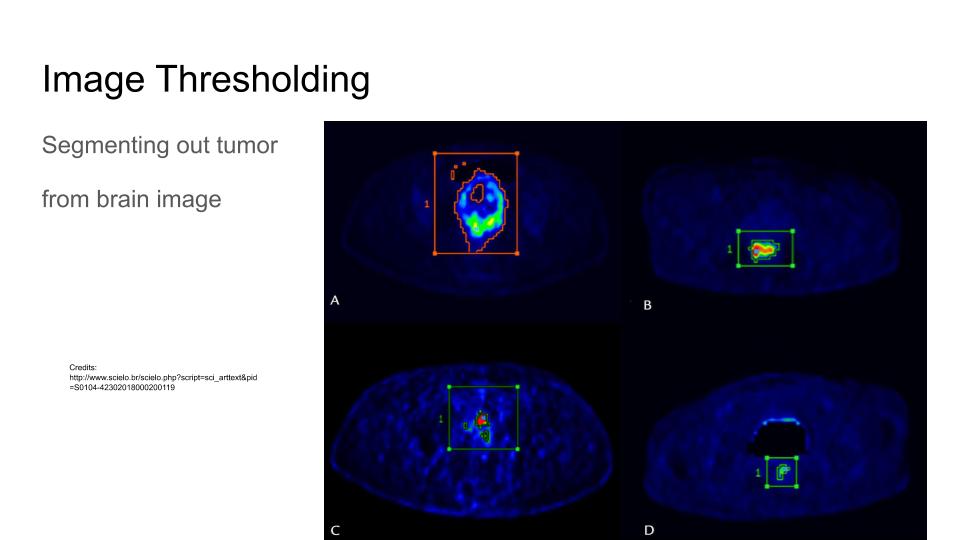 Image Thresholding
Segmenting out tumor
from brain image
1
A
1
B
1
C
1
D
Credits:
http://www.scielo.br/scielo.php?script=sci_arttext&pid
=S0104-42302018000200119